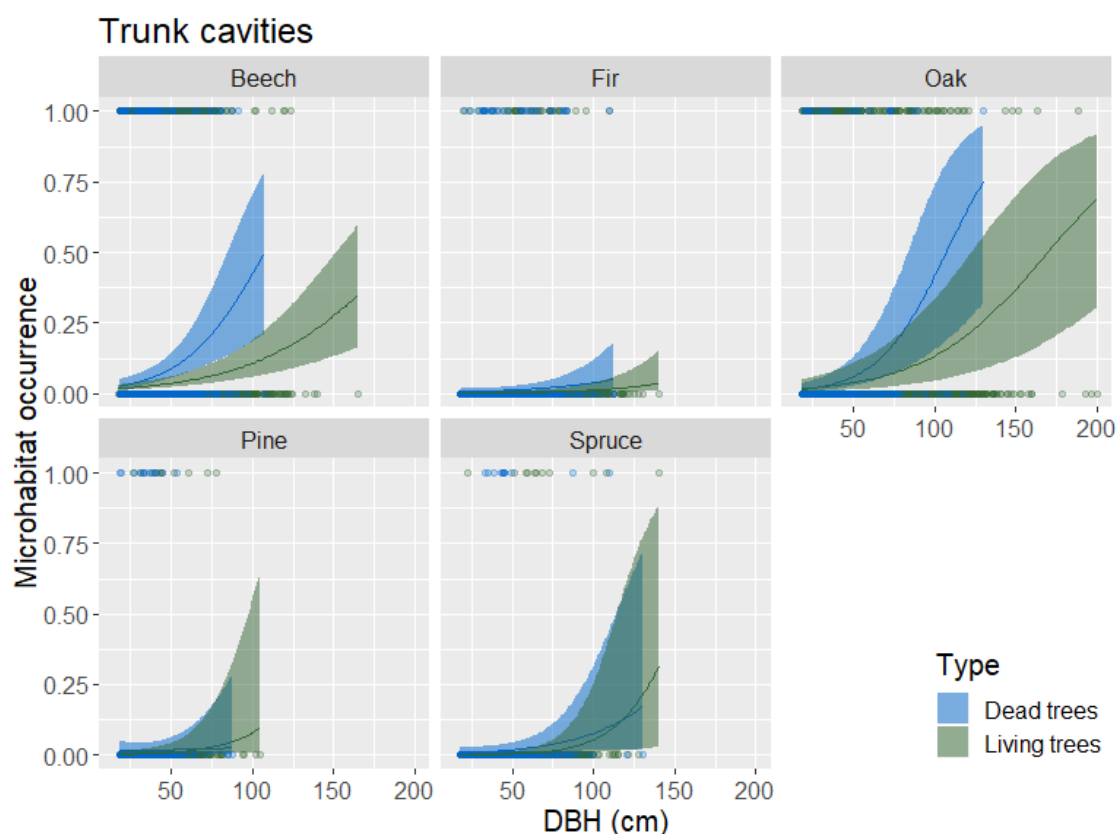 Trunk cavities
Beech Fir Oak
1.00
0.75
0.50
0.25
0.00
50 100 150 200
Pine Spruce
1.00
0.75
0.50
0.25
0.00
50 100 150 200 50 100 150 200
Microhabitat occurrence
DBH (cm)
Type
Dead trees
Living trees